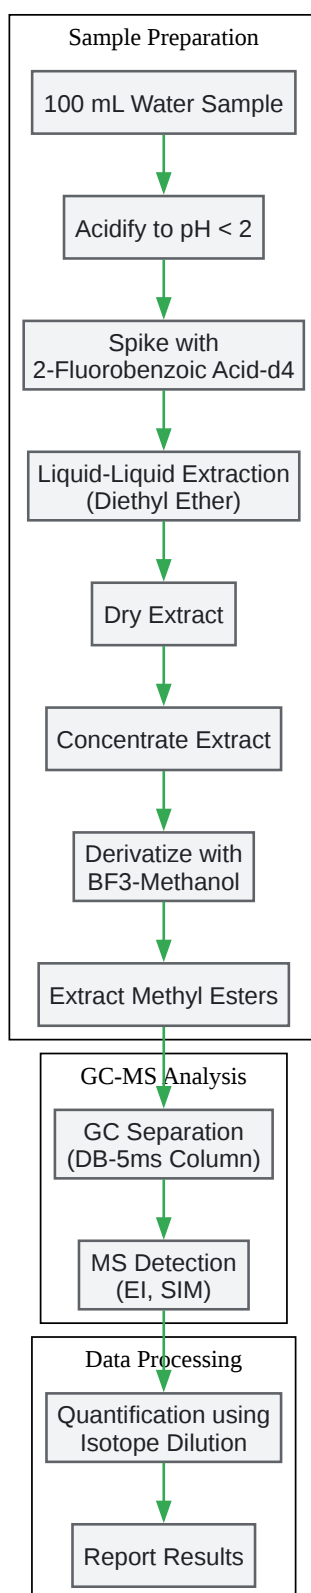 Sample Preparation
100 mL Water Sample
Acidify to pH < 2
Spike with
2-Fluorobenzoic Acid-d4
Liquid-Liquid Extraction
(Diethyl Ether)
Dry Extract
Concentrate Extract
Derivatize with
BF3-Methanol
Extract Methyl Esters
GC-MS Analysis
GC Separation
(DB-5ms Column)
MS Detection
(EI, SIM)
Data Processing
Quantification using
Isotope Dilution
Report Results